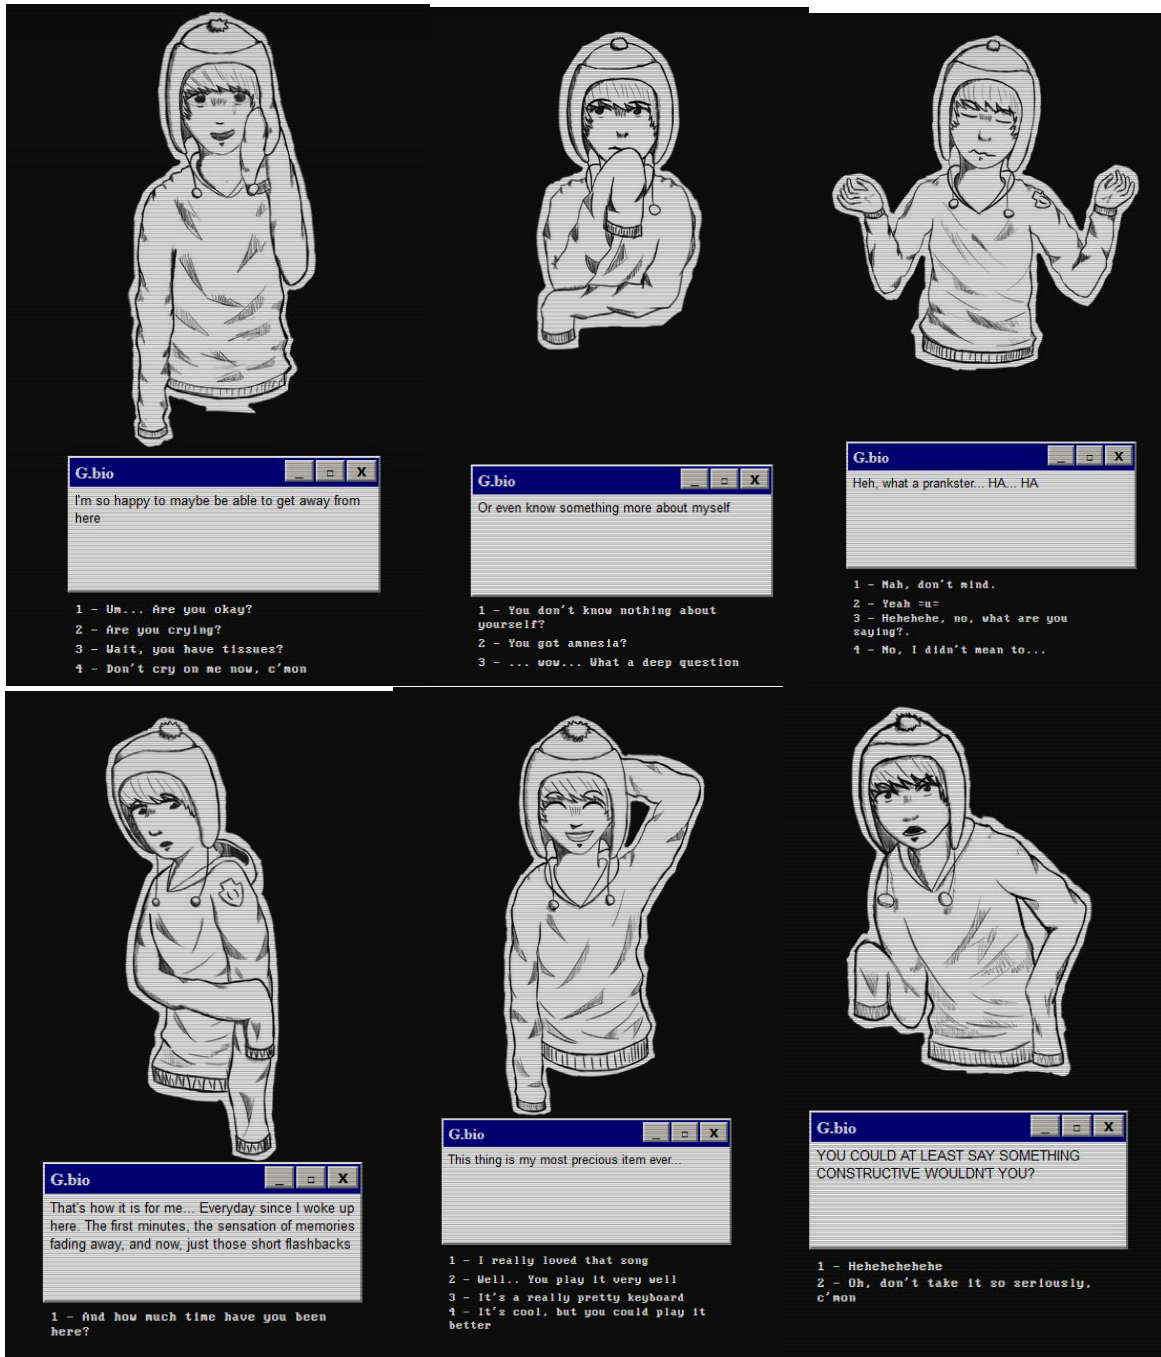 G.bio
I'm so happy to maybe be able to get away from
here
1 - Um... Are you okay?
2 - Are you crying?
3 - Wait, you have tissues?
4 - Don't cry on me now, c'mon
G.bio
Or even know something more about myself
1 - You don't know nothing about
yourself?
2 - You got amnesia?
3 - ... wow... What a deep question
G.bio
Heh, what a prankster... HA... HA
1 - Nah, don't mind.
2 - Yeah =u=
3 - Hehehehe, no, what are you
saying?.
4 - No, I didn't mean to...
G.bio
That's how it is for me... Everyday since I woke up
here. The first minutes, the sensation of memories
fading away, and now, just those short flashbacks
1 - And how much time have you been
here?
G.bio
This thing is my most precious item ever...
1 - I really loved that song
2 - Well.. You play it very well
3 - It's a really pretty keyboard
4 - It's cool, but you could play it
better
G.bio
YOU COULD AT LEAST SAY SOMETHING
CONSTRUCTIVE WOULDN'T YOU?
1 - Hehehehehehe
2 - Oh, don't take it so seriously,
c'mon